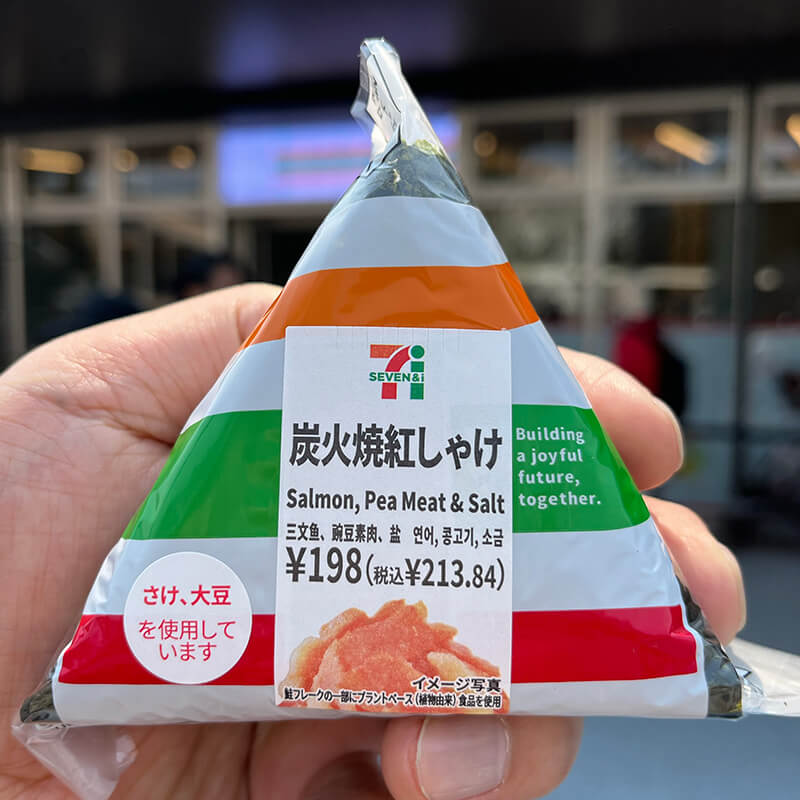 SEVEN&i
炭火焼紅しゃけ
Salmon, Pea Meat & Salt
三文鱼、豌豆素肉、盐 연어, 콩고기, 소금
¥198(税込¥213.84)
イメージ写真
鮭フレークの一部にプラントベース(植物由来)食品を使用
Building
a joyful
future,
together.
さけ、大豆
を使用して
います